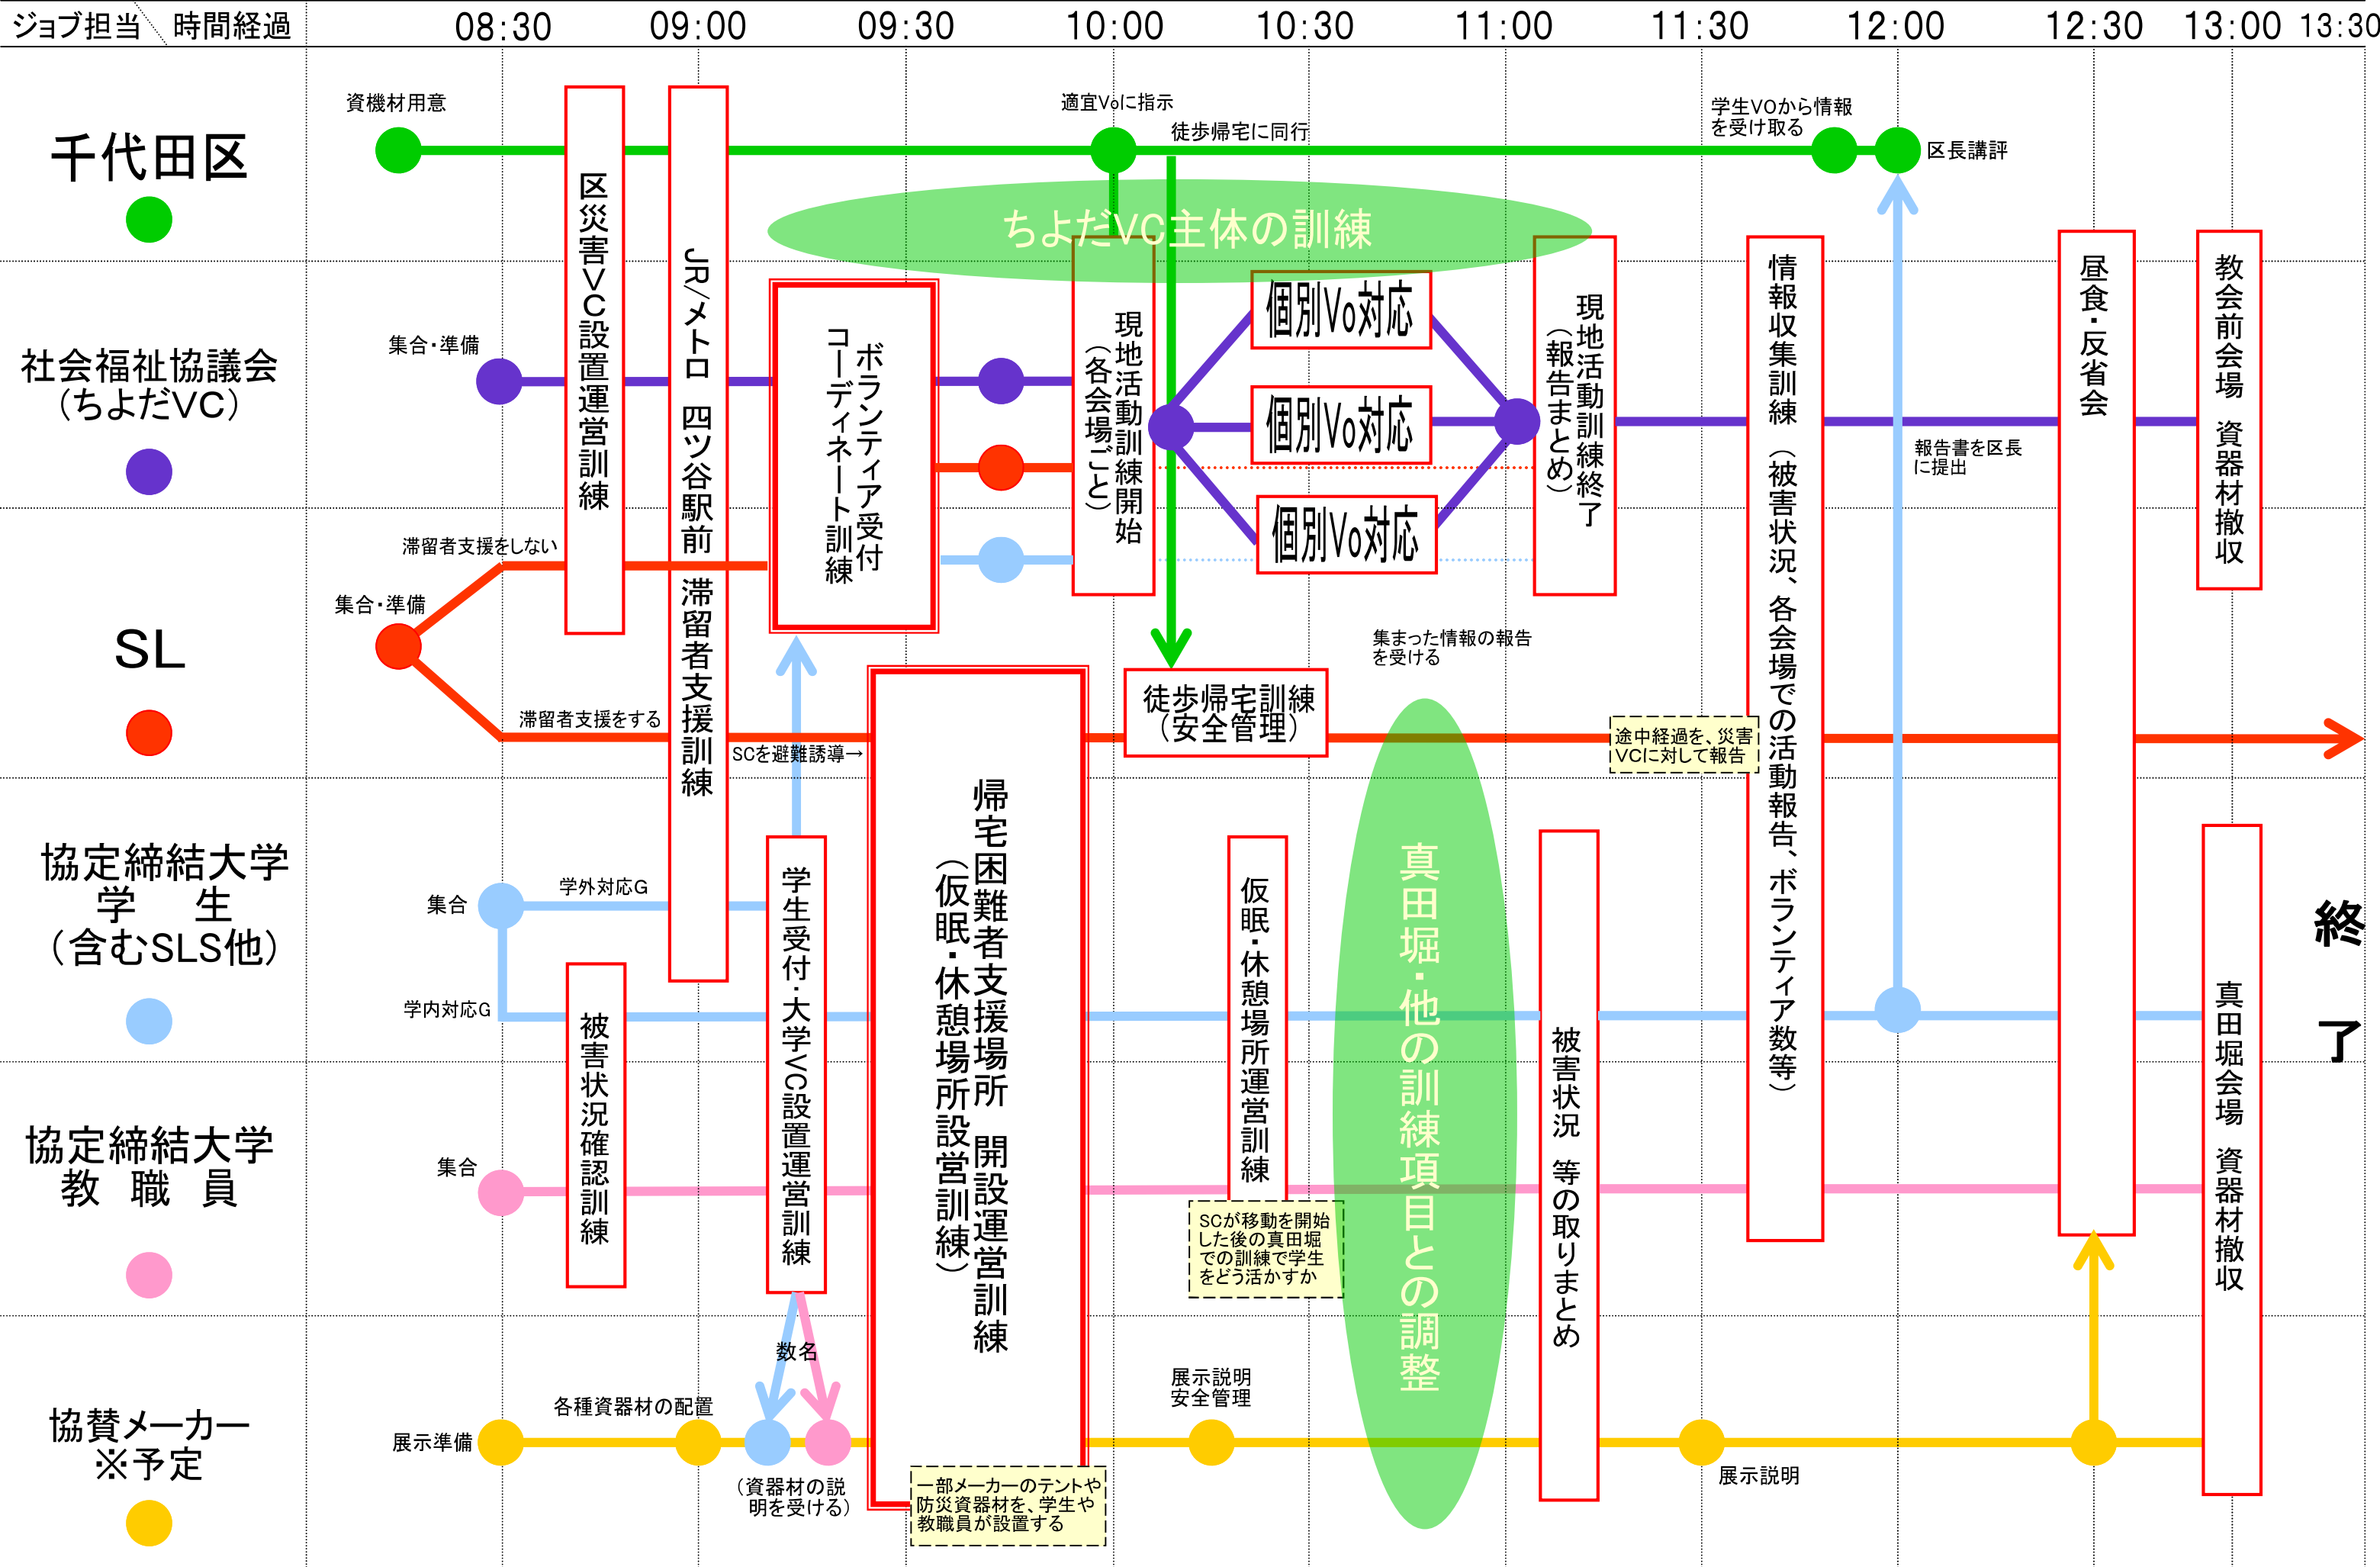 ジョブ担当 時間経過 08:30 09:00 09:30 10:00 10:30 11:00 11:30 12:00 12:30 13:00 13:30
千代田区
資機材用意
適宜Voに指示
徒歩帰宅に同行
学生VOから情報
を受け取る
区長講評
ちよだVC主体の訓練
社会福祉協議会
（ちよだVC）
集合・準備
区災害VC設置運営訓練
JR/メトロ 四ツ谷駅前 滞留者支援訓練
ボランティア受付
コーディネート訓練
現地活動訓練開始
（各会場ごと）
個別Vo対応
個別Vo対応
個別Vo対応
現地活動訓練終了
（報告まとめ）
情報収集訓練（被害状況、各会場での活動報告、ボランティア数等）
報告書を区長
に提出
昼食・反省会
教会前会場 資器材撤収
SL
集合・準備
滞留者支援をしない
滞留者支援をする
SCを避難誘導→
徒歩帰宅訓練
（安全管理）
集まった情報の報告
を受ける
途中経過を、災害
VCに対して報告
協定締結大学
学 生
（含むSLS他）
集合
学外対応G
学内対応G
被害状況確認訓練
学生受付・大学VC設置運営訓練
帰宅困難者支援場所 開設運営訓練
（仮眠・休憩場所設営訓練）
仮眠・休憩場所運営訓練
真田堀・他の訓練項目との調整
被害状況 等の取りまとめ
真田堀会場 資器材撤収
終了
協定締結大学
教 職 員
集合
SCが移動を開始
した後の真田堀
での訓練で学生
をどう活かすか
協賛メーカー
※予定
展示準備
各種資器材の配置
数名
（資器材の説
明を受ける）
一部メーカーのテントや
防災資器材を、学生や
教職員が設置する
展示説明
安全管理
展示説明